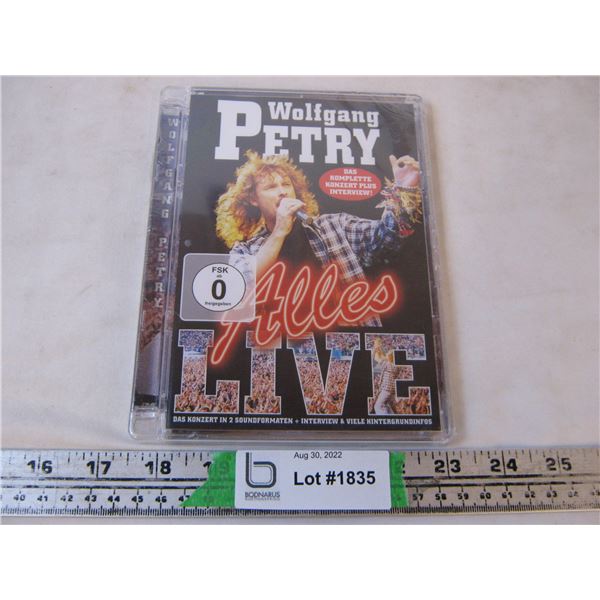 Wolfgang
PETRY
DAS
KOMPLETTE
KONZERT PLUS
INTERVIEW!
WOLFGANG PETRY
FSK
ab
0
freigegeben
Alles
LIVE
DAS KONZERT IN 2 SOUNDFORMATEN + INTERVIEW & VIELE HINTERGRUNDINFOS
16 17 18 19 23 24 25
Aug 30, 2022
Lot #1835
BODNARUS